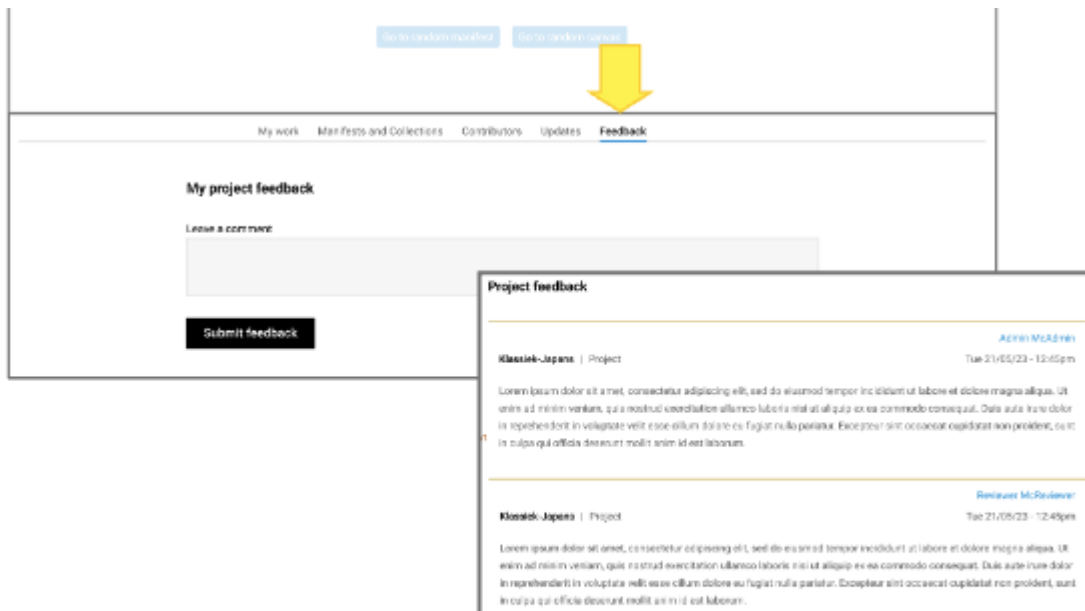 Go to random manifest Go to random canvas
My work Manifests and Collections Contributors Updates Feedback
My project feedback
Leave a comment
Submit feedback
Project feedback
Admin McAdmin
Klassiek-Japans | Project Tue 21/05/23 - 12:45pm
Lorem ipsum dolor sit amet, consectetur adipiscing elit, sed do eiusmod tempor incididunt ut labore et dolore magna aliqua. Ut
enim ad minim veniam, quis nostrud exercitation ullamco laboris nisi ut aliquip ex ea commodo consequat. Duis aute irure dolor
in reprehenderit in voluptate velit esse cillum dolore eu fugiat nulla pariatur. Excepteur sint occaecat cupidatat non proident, sunt
in culpa qui officia deserunt mollit anim id est laborum.
Reviewer McReviewer
Klassiek-Japans | Project Tue 21/05/23 - 12:45pm
Lorem ipsum dolor sit amet, consectetur adipiscing elit, sed do eiusmod tempor incididunt ut labore et dolore magna aliqua. Ut
enim ad minim veniam, quis nostrud exercitation ullamco laboris nisi ut aliquip ex ea commodo consequat. Duis aute irure dolor
in reprehenderit in voluptate velit esse cillum dolore eu fugiat nulla pariatur. Excepteur sint occaecat cupidatat non proident, sunt
in culpa qui officia deserunt mollit anim id est laborum.